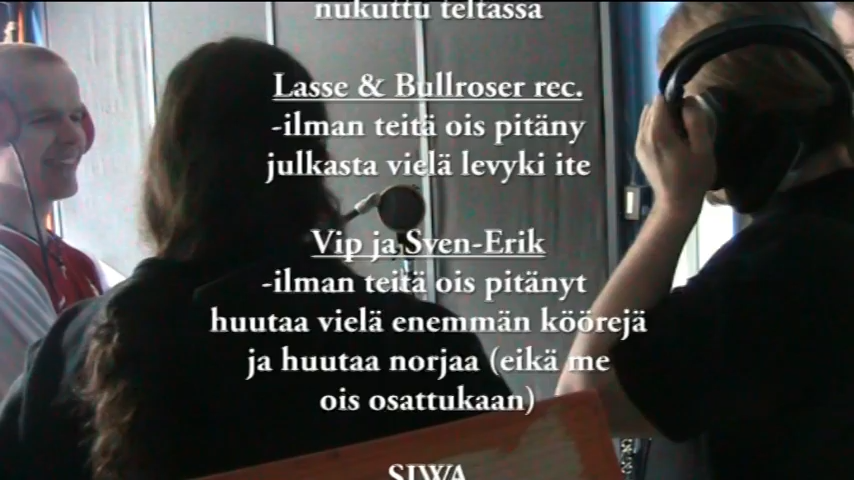 nukuttu teltassa
Lasse & Bullroser rec.
-ilman teitä ois pitäny
julkasta vielä levyki ite
Vip ja Sven-Erik
-ilman teitä ois pitänyt
huutaa vielä enemmän köörejä
ja huutaa norjaa (eikä me
ois osattukaan)
SIWA